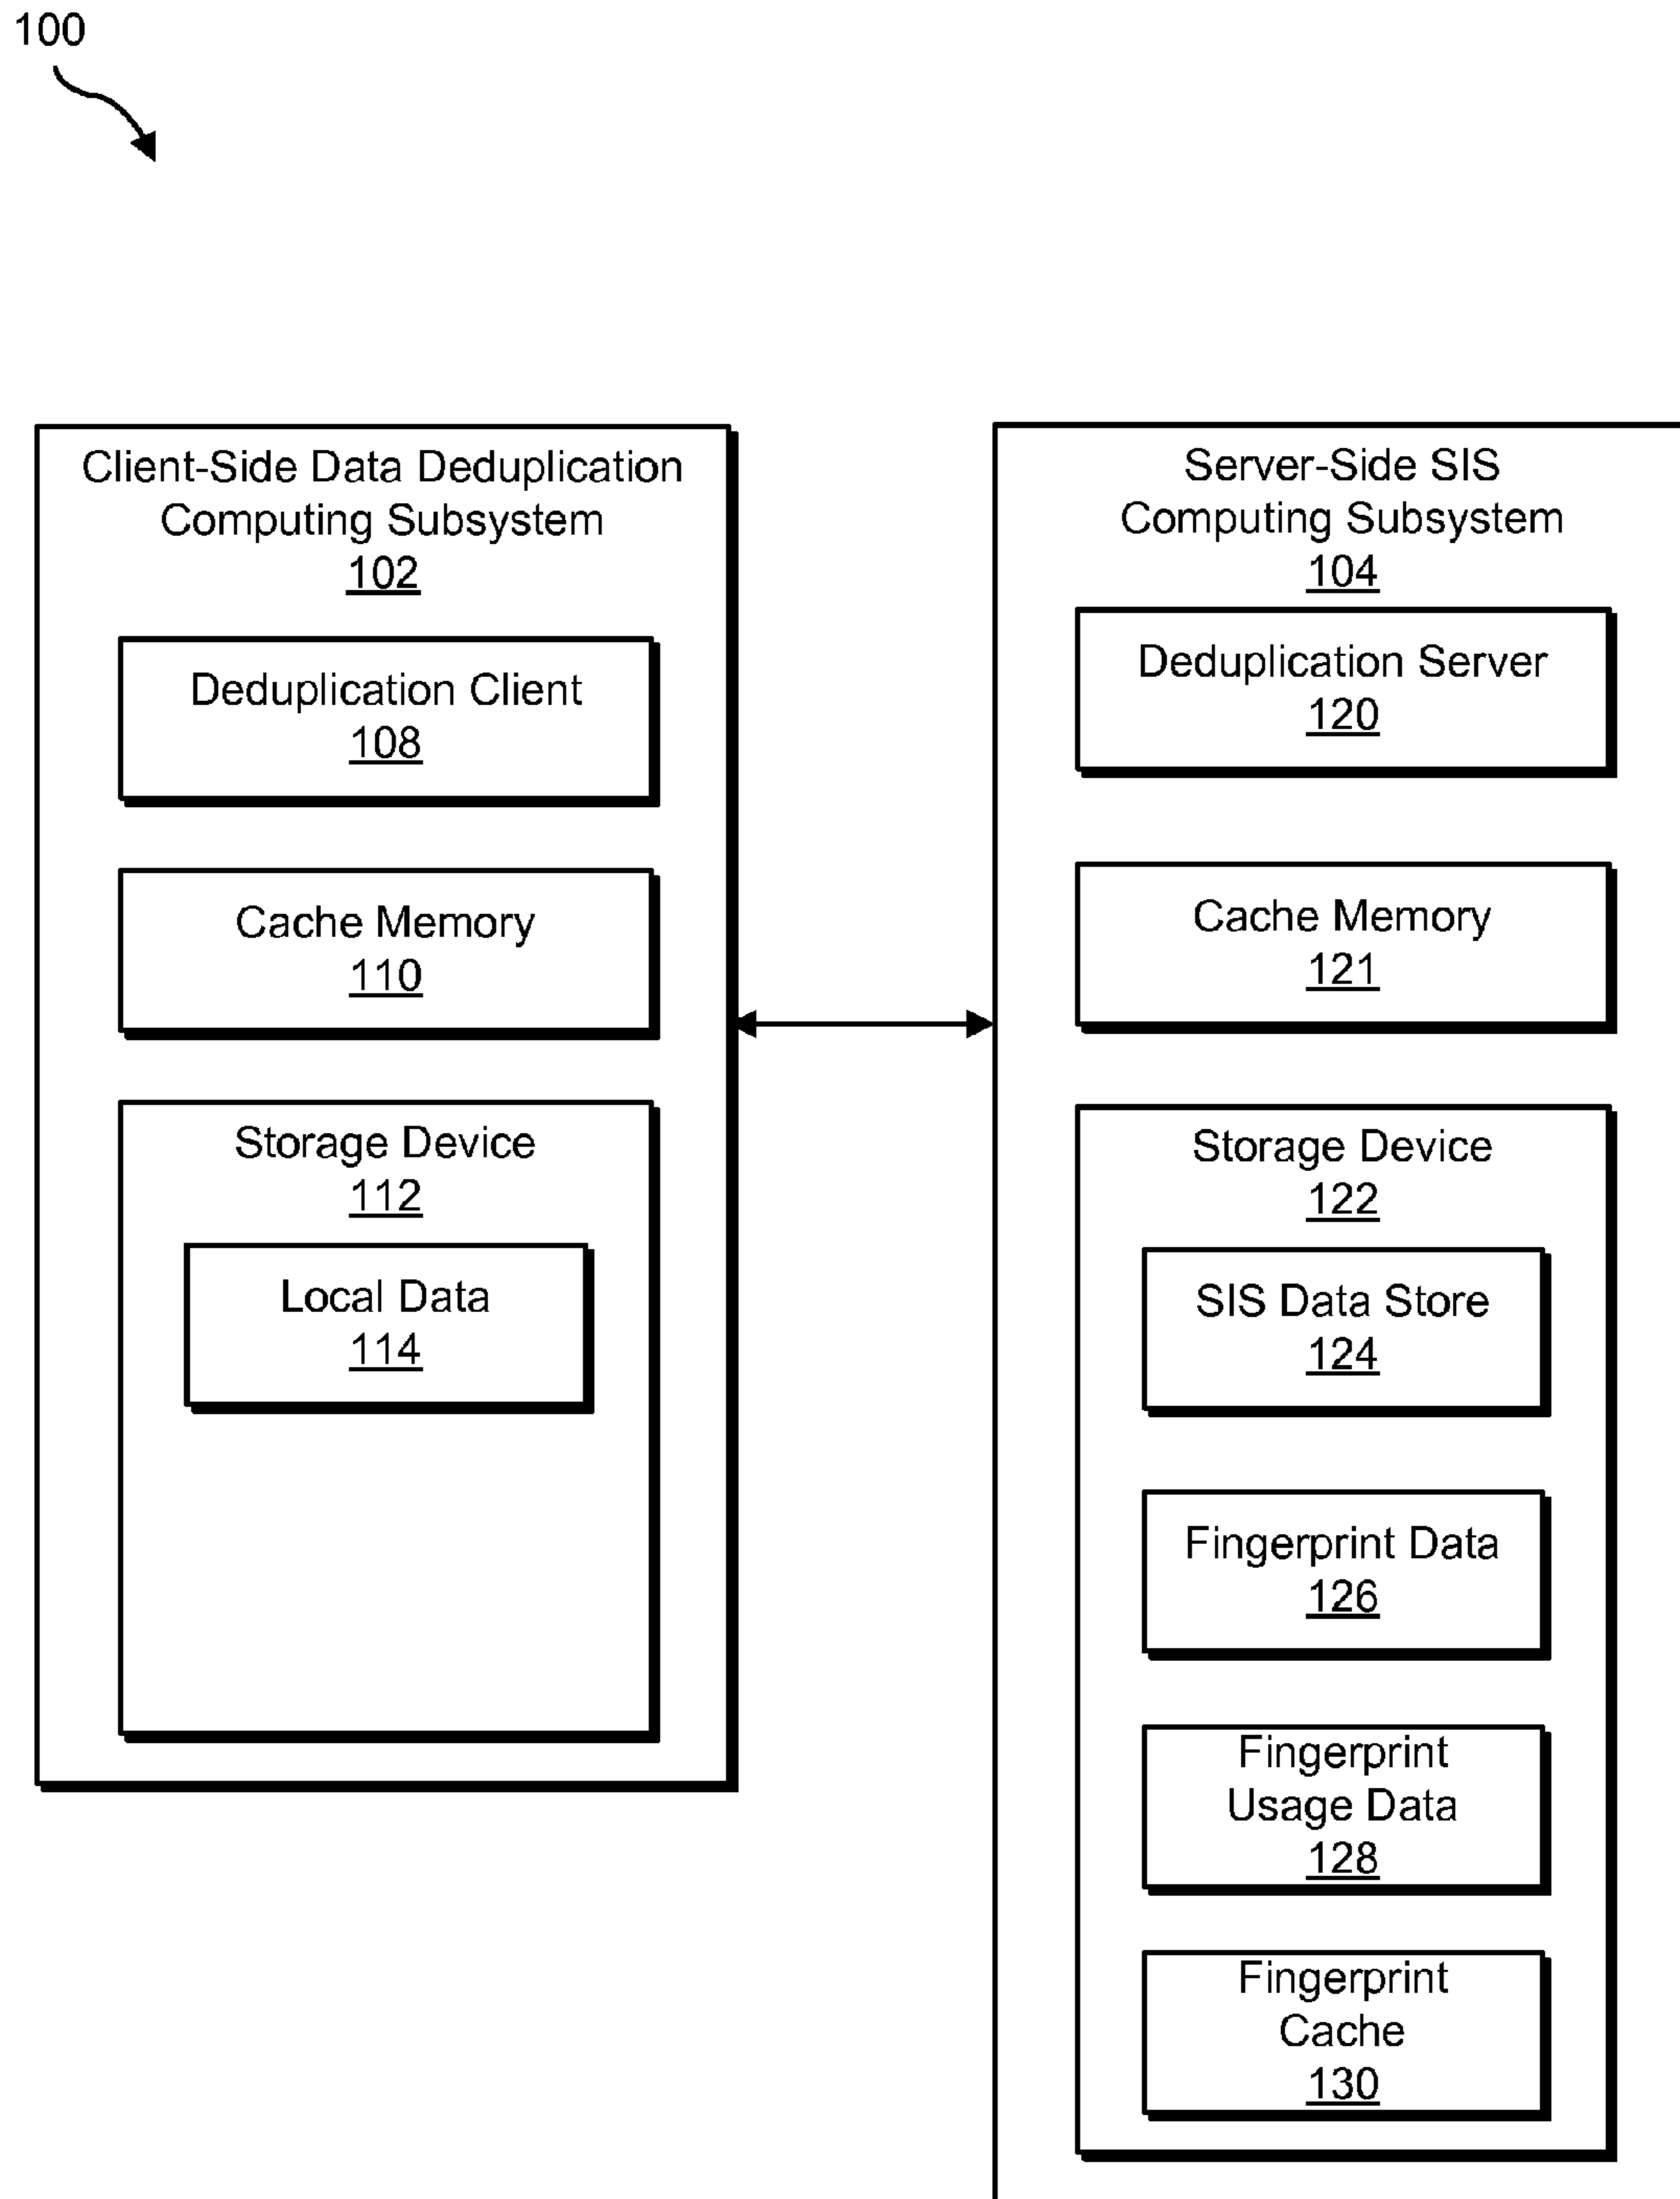 100
Client-Side Data Deduplication
Computing Subsystem
102
Deduplication Client
108
Cache Memory
110
Storage Device
112
Local Data
114
Server-Side SIS
Computing Subsystem
104
Deduplication Server
120
Cache Memory
121
Storage Device
122
SIS Data Store
124
Fingerprint Data
126
Fingerprint
Usage Data
128
Fingerprint
Cache
130